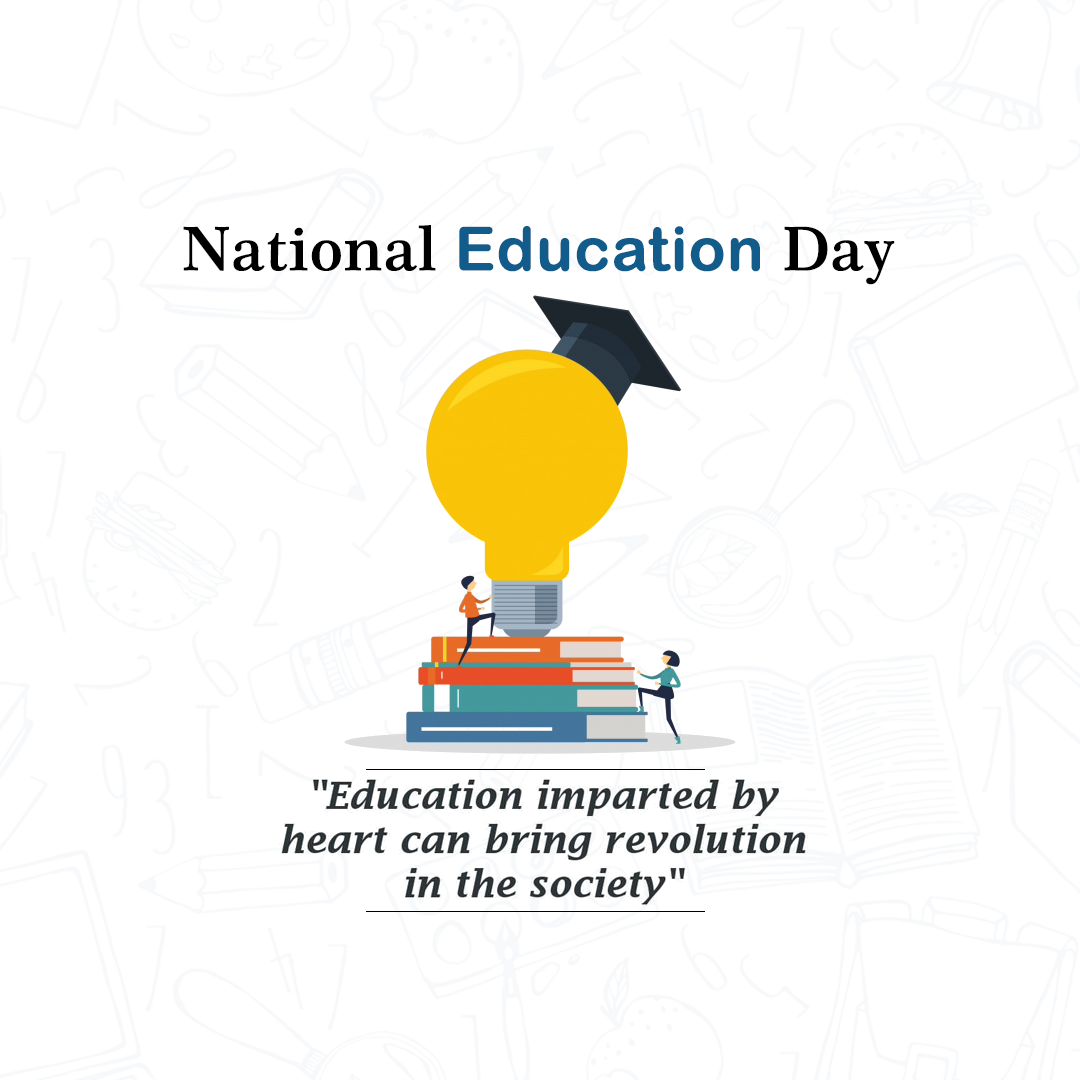 National Education Day
"Education imparted by
heart can bring revolution
in the society"